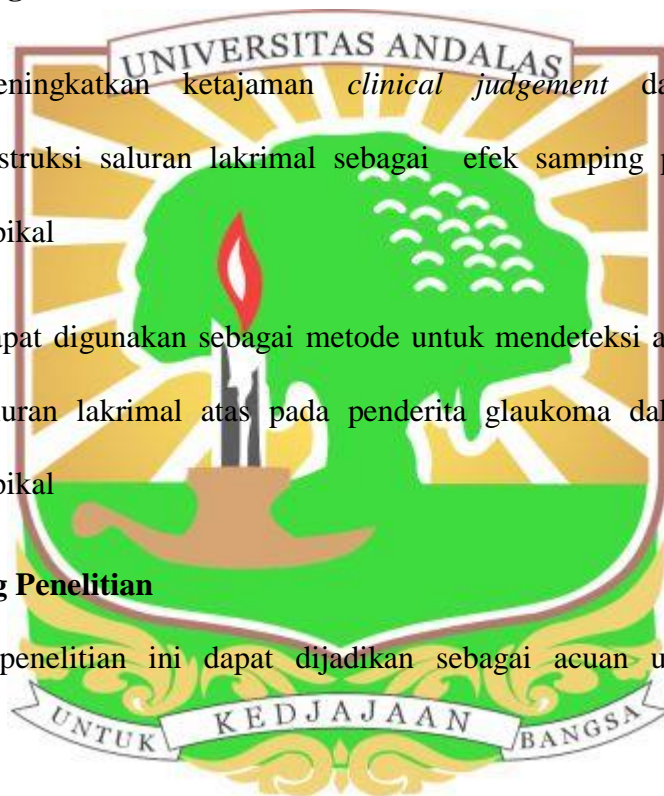 g
UNIVERSITAS ANDALAS
eningkatkan ketajaman clinical judgement da
struksi saluran lakrimal sebagai efek samping p
pikal
apat digunakan sebagai metode untuk mendeteksi a
uran lakrimal atas pada penderita glaukoma dal
pikal
g Penelitian
penelitian ini dapat dijadikan sebagai acuan u
UNTUK KEDJAJAAN BANGSA